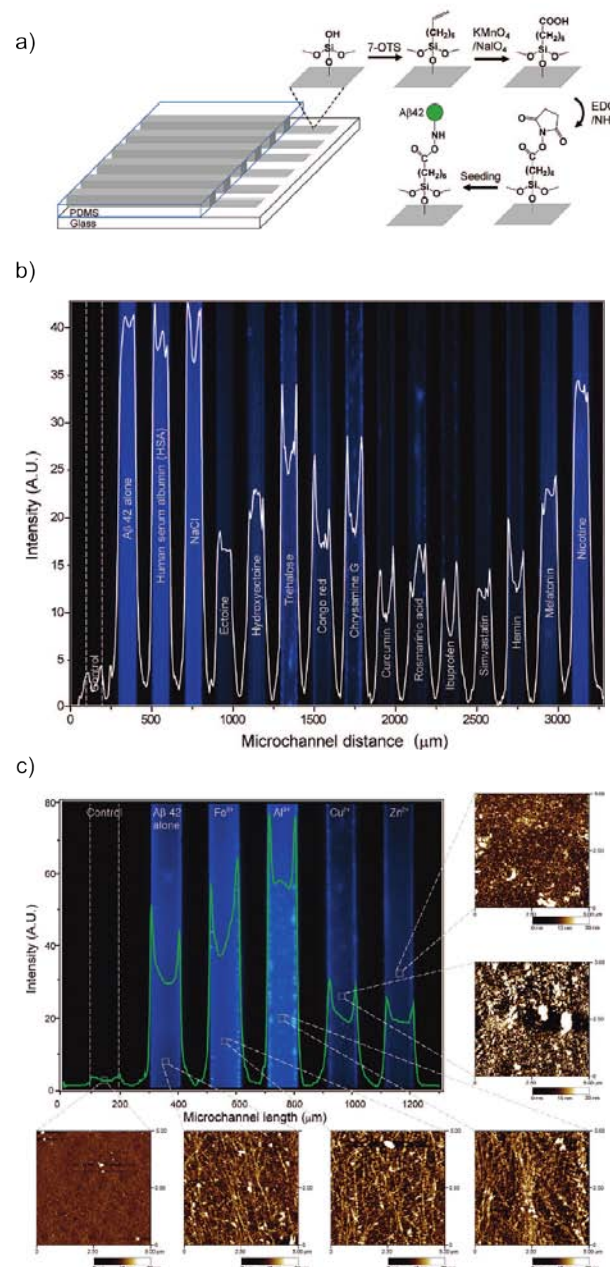 a)
OH
Si
O
O
O
7-OTS
(CH2)6
Si
O
O
O
KMnO4
/NaIO4
COOH
(CH2)6
Si
O
O
O
EDC
/NH
Aβ42
NH
O
O
C
(CH2)6
Si
O
O
O
Seeding
O
N
O
O
O
C
(CH2)6
Si
O
O
O
PDMS
Glass
b)
Intensity (A.U.)
40
35
30
25
20
15
10
5
0
Control
Aβ 42 alone
Human serum albumin (HSA)
NaCl
Ectoine
Hydroxyectoine
Trehalose
Congo red
Chrysamine G
Curcumin
Rosmarinic acid
Ibuprofen
Simvastatin
Hemin
Melatonin
Nicotine
0 500 1000 1500 2000 2500 3000
Microchannel distance (μm)
c)
Intensity (A.U.)
80
60
40
20
0
Control
Aβ 42
alone
Fe3+
Al3+
Cu2+
Zn2+
0 200 400 600 800 1000 1200
Microchannel length (μm)